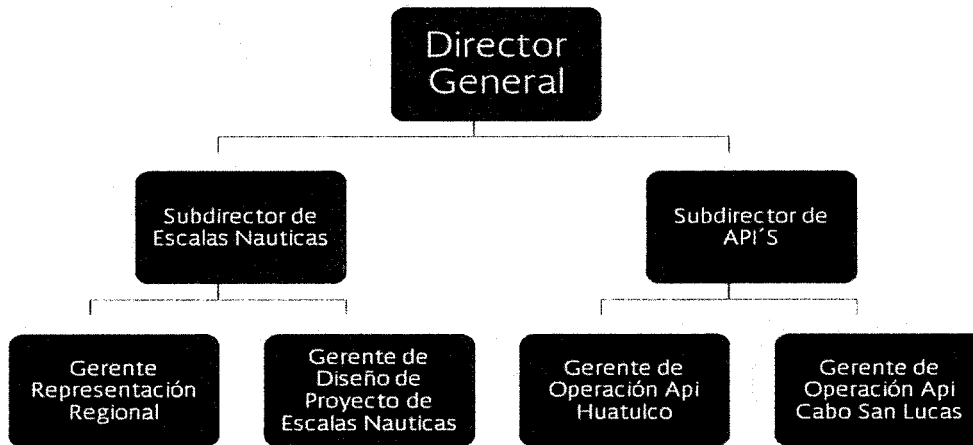 Director
General
Subdirector de
Escalas Nauticas
Subdirector de
API´S
Gerente
Representación
Regional
Gerente de
Diseño de
Proyecto de
Escalas Nauticas
Gerente de
Operación Api
Huatulco
Gerente de
Operación Api
Cabo San Lucas